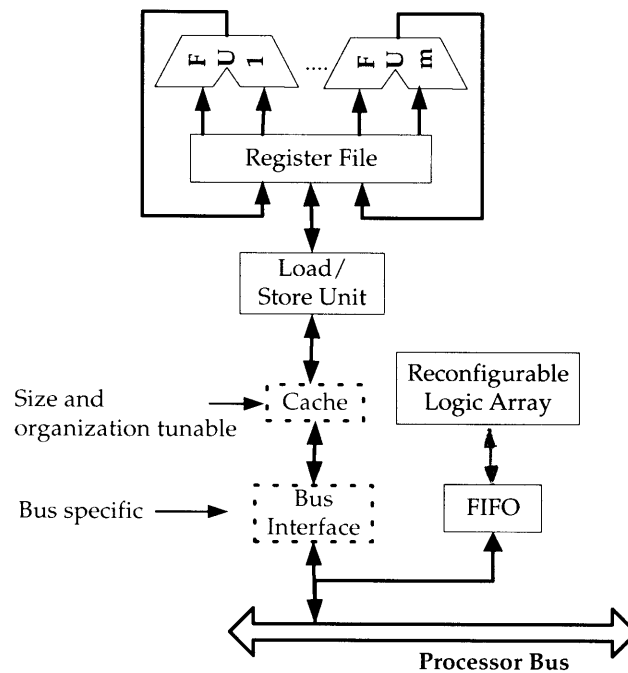 F U 1
....
F U m
Register File
Load/
Store Unit
Size and
organization tunable
Cache
Reconfigurable
Logic Array
Bus specific
Bus
Interface
FIFO
Processor Bus